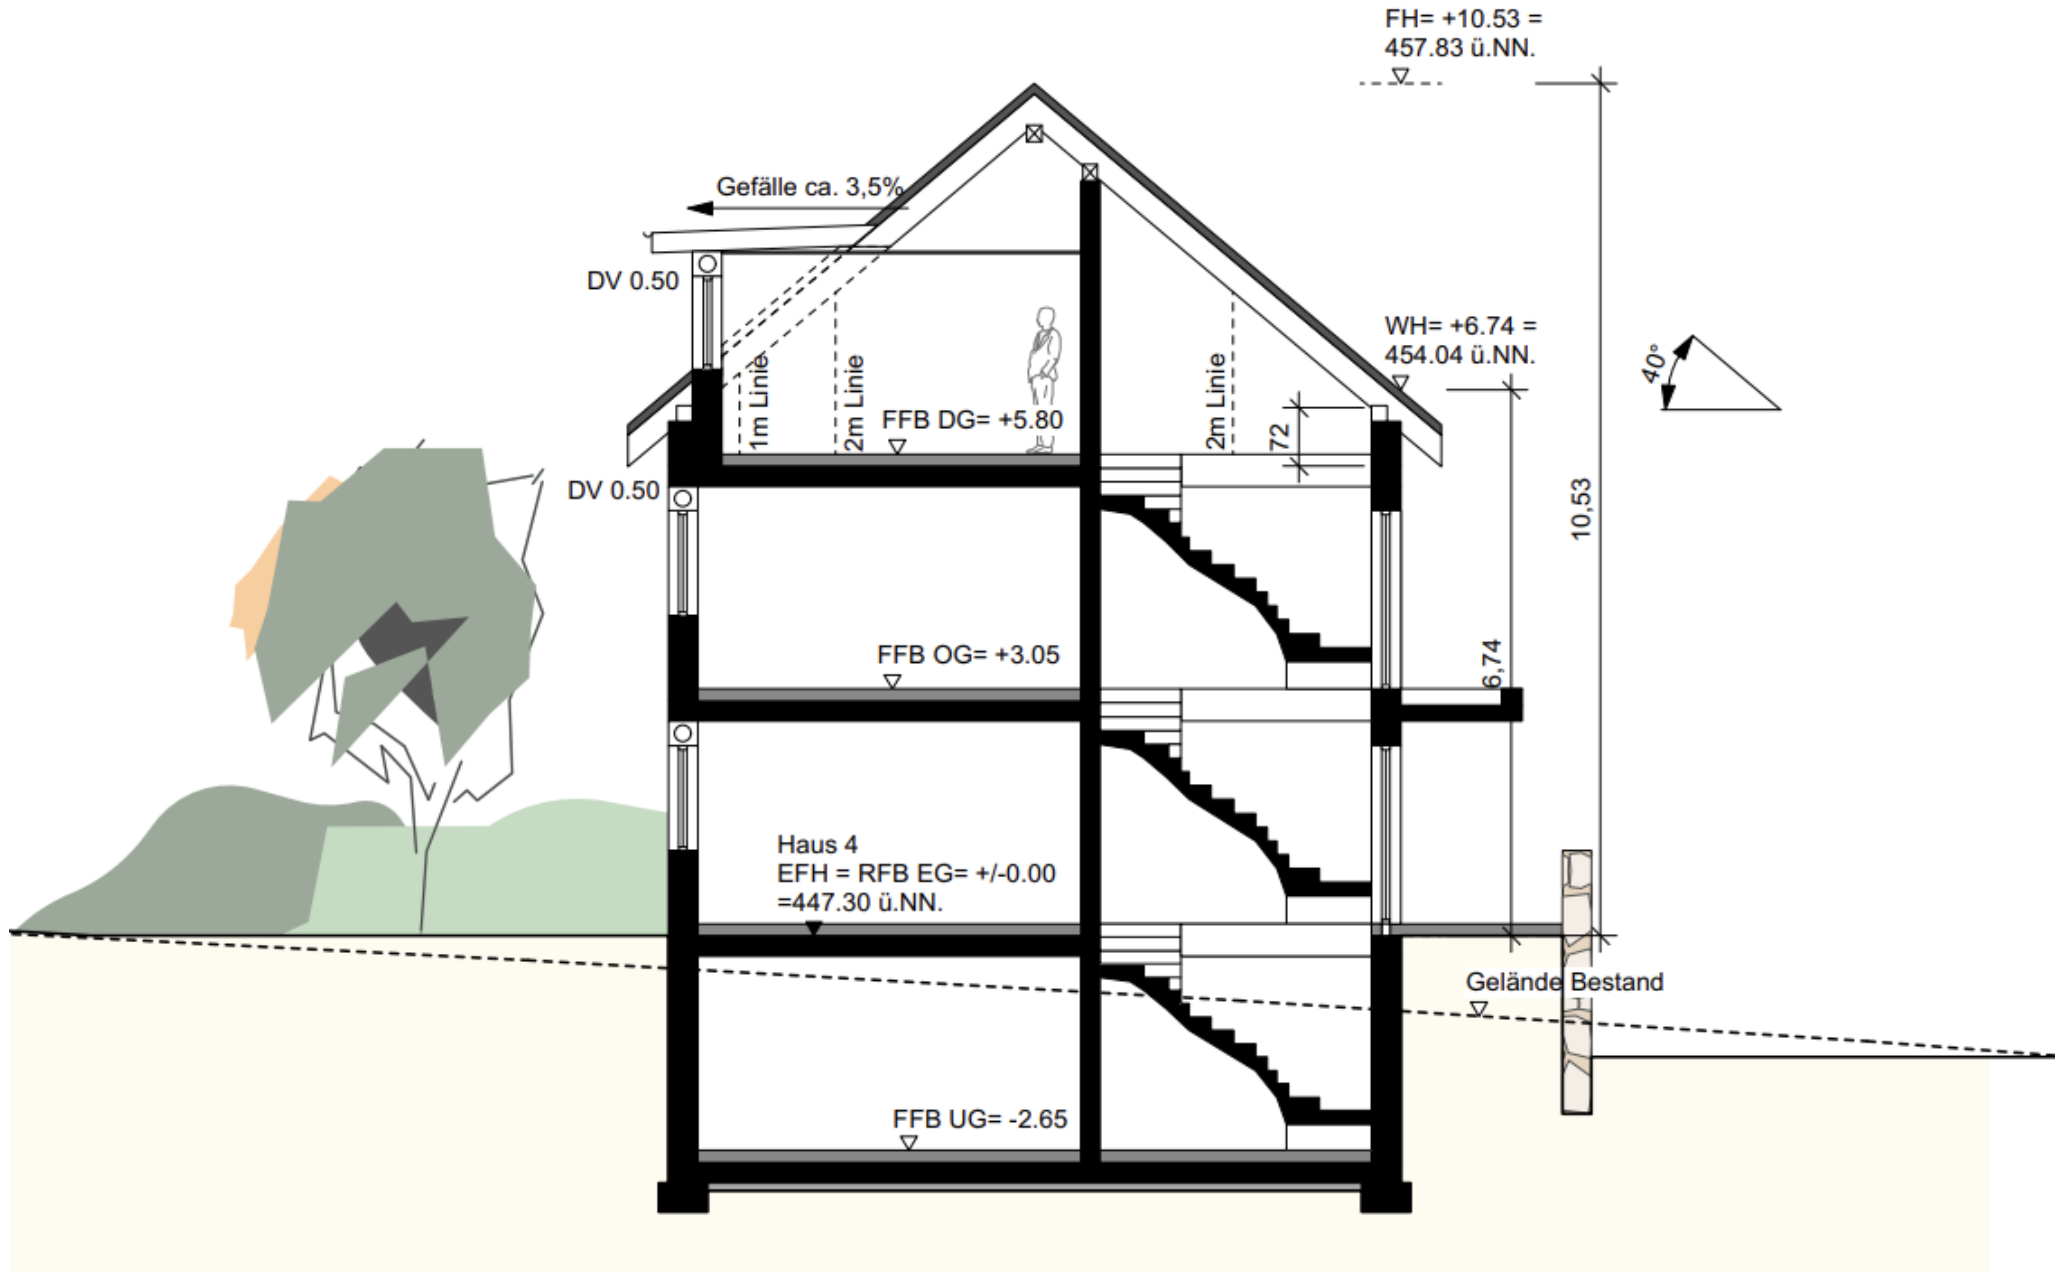 FH= +10.53 =
457.83 ü.NN.
Gefälle ca. 3,5%
DV 0.50
WH= +6.74 =
454.04 ü.NN.
40°
1m Linie
2m Linie
2m Linie
FFB DG= +5.80
72
DV 0.50
10,53
FFB OG= +3.05
6,74
Haus 4
EFH = RFB EG= +/-0.00
=447.30 ü.NN.
Gelände Bestand
FFB UG= -2.65